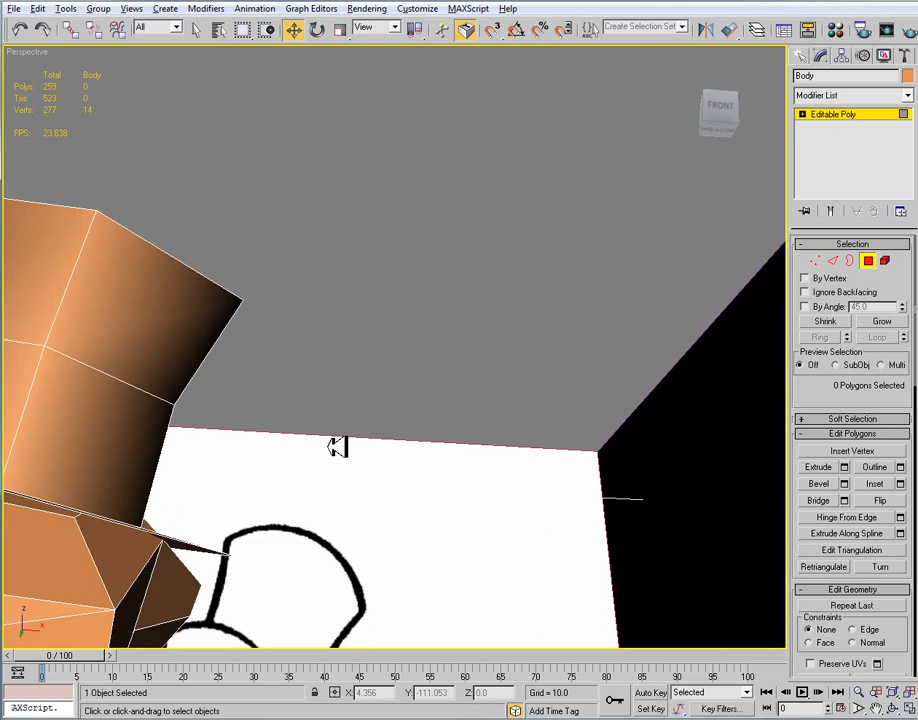 File Edit Tools Group Views Create Modifiers Animation Graph Editors Rendering Customize MAXScript Help
All View Create Selection Set
Perspective
Total Body
Polys: 259 0
Tris: 523 0
Verts: 277 14
FPS: 23.838
FRONT
Body
Modifier List
Editable Poly
Selection
By Vertex
Ignore Backfacing
By Angle: 45.0
Shrink Grow
Ring Loop
Preview Selection
Off SubObj Multi
0 Polygons Selected
Soft Selection
Edit Polygons
Insert Vertex
Extrude Outline
Bevel Inset
Bridge Flip
Hinge From Edge
Extrude Along Spline
Edit Triangulation
Retriangulate Turn
Edit Geometry
Repeat Last
Constraints
None Edge
Face Normal
Preserve UVs
z
x
0 / 100
0 5 10 15 20 25 30 35 40 45 50 55 60 65 70 75 80 85 90 95 100
1 Object Selected X: 4.356 Y: -111.053 Z: 0.0 Grid = 10.0 Auto Key Selected
AXScript. Click or click-and-drag to select objects Add Time Tag Set Key Key Filters... 0